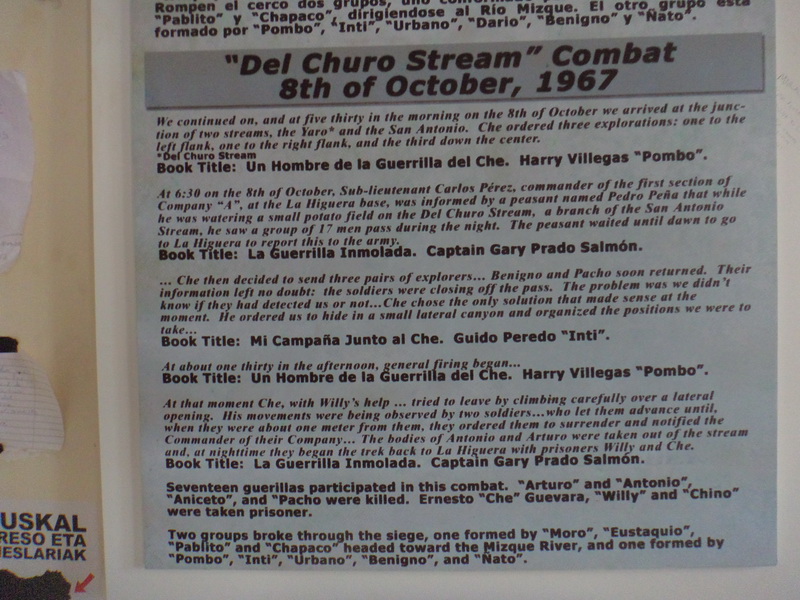 Rompen el cerco dos grupos, uno conformado
"Pablito" y "Chapaco", dirigiendose al Río Mizque. El otro grupo está
formado por "Pombo", "Inti", "Urbano", "Dario", "Benigno" y "Ñato".
"Del Churo Stream" Combat
8th of October, 1967
We continued on, and at five thirty in the morning on the 8th of October we arrived at the junc-
tion of two streams, the Yaro* and the San Antonio. Che ordered three explorations: one to the
left flank, one to the right flank, and the third down the center.
*Del Churo Stream
Book Title: Un Hombre de la Guerrilla del Che. Harry Villegas "Pombo".
At 6:30 on the 8th of October, Sub-lieutenant Carlos Pérez, commander of the first section of
Company "A", at the La Higuera base, was informed by a peasant named Pedro Peña that while
he was watering a small potato field on the Del Churo Stream, a branch of the San Antonio
Stream, he saw a group of 17 men pass during the night. The peasant waited until dawn to go
to La Higuera to report this to the army.
Book Title: La Guerrilla Inmolada. Captain Gary Prado Salmón.
... Che then decided to send three pairs of explorers... Benigno and Pacho soon returned. Their
information left no doubt: the soldiers were closing off the pass. The problem was we didn't
know if they had detected us or not...Che chose the only solution that made sense at the
moment. He ordered us to hide in a small lateral canyon and organized the positions we were to
take...
Book Title: Mi Campaña Junto al Che. Guido Peredo "Inti".
At about one thirty in the afternoon, general firing began...
Book Title: Un Hombre de la Guerrilla del Che. Harry Villegas "Pombo".
At that moment Che, with Willy's help ... tried to leave by climbing carefully over a lateral
opening. His movements were being observed by two soldiers...who let them advance until,
when they were about one meter from them, they ordered them to surrender and notified the
Commander of their Company... The bodies of Antonio and Arturo were taken out of the stream
and, at nighttime they began the trek back to La Higuera with prisoners Willy and Che.
Book Title: La Guerrilla Inmolada. Captain Gary Prado Salmón.
Seventeen guerillas participated in this combat. "Arturo" and "Antonio",
"Aniceto", and "Pacho were killed. Ernesto "Che" Guevara, "Willy" and "Chino"
were taken prisoner.
Two groups broke through the siege, one formed by "Moro", "Eustaquio",
"Pablito" and "Chapaco" headed toward the Mizque River, and one formed by
"Pombo", "Inti", "Urbano", "Benigno", and "Ñato".
USKAL
RESO ETA
IESLARIAK